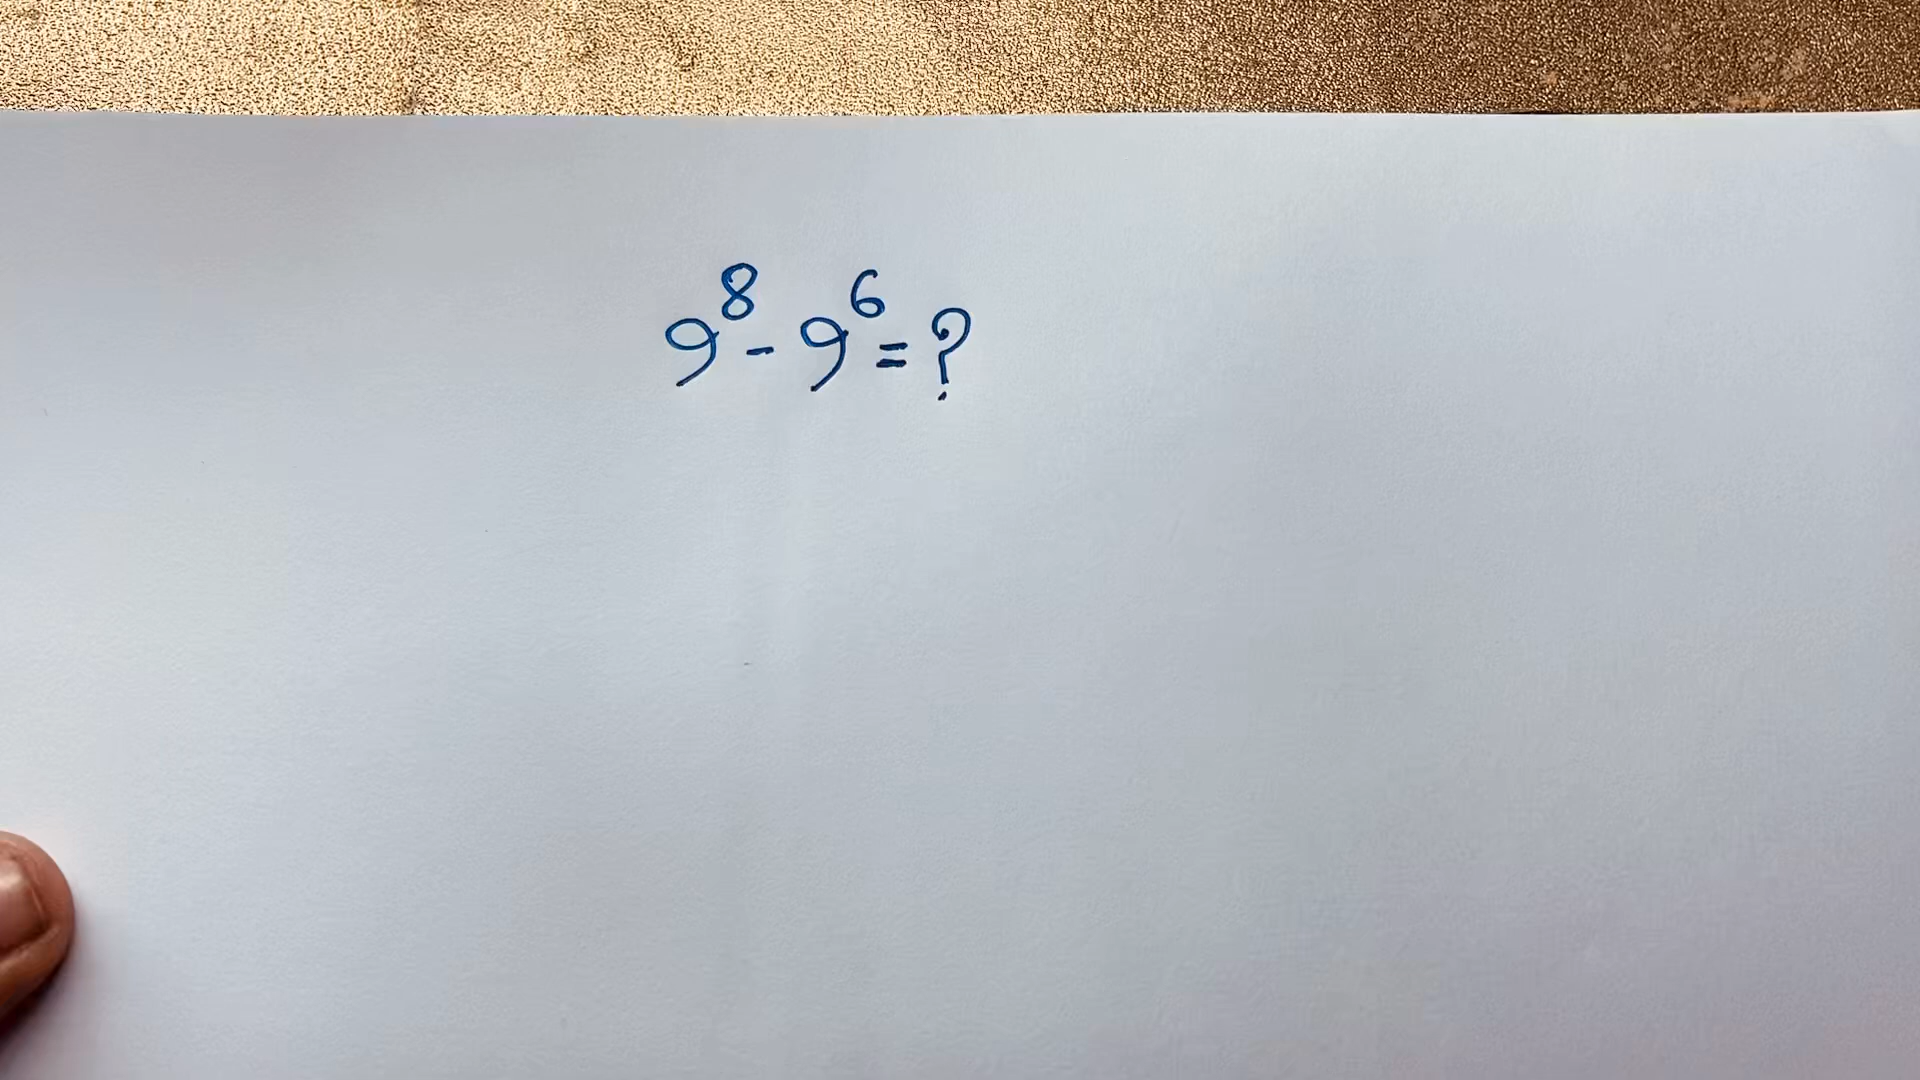 9⁸ - 9⁶ = ?